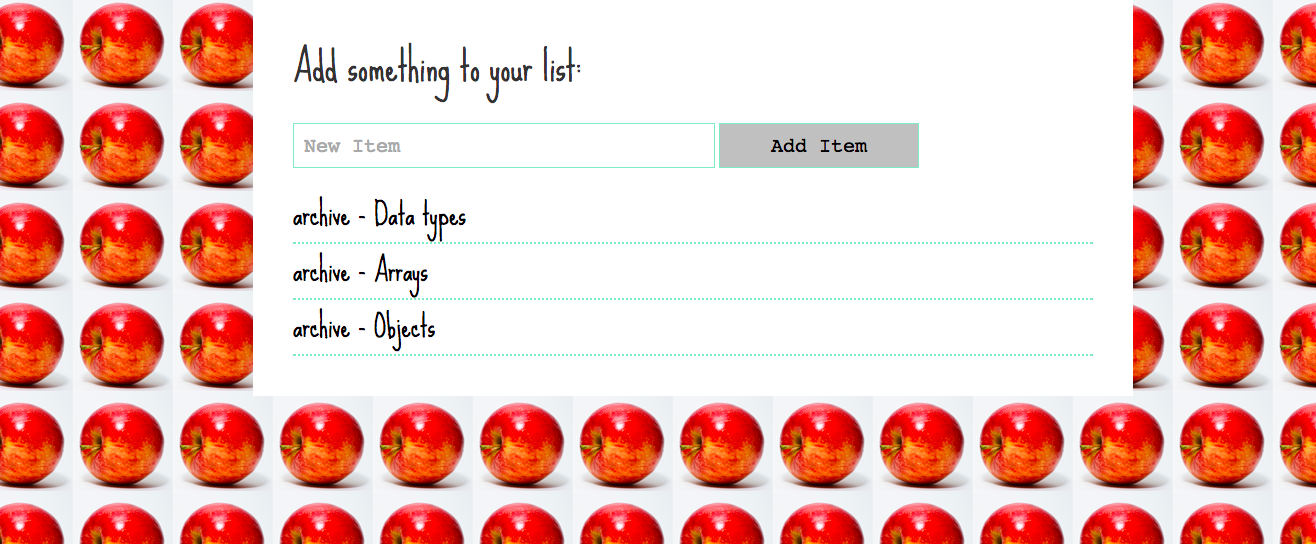 Add something to your list:
New Item
Add Item
archive - Data types
archive - Arrays
archive - Objects